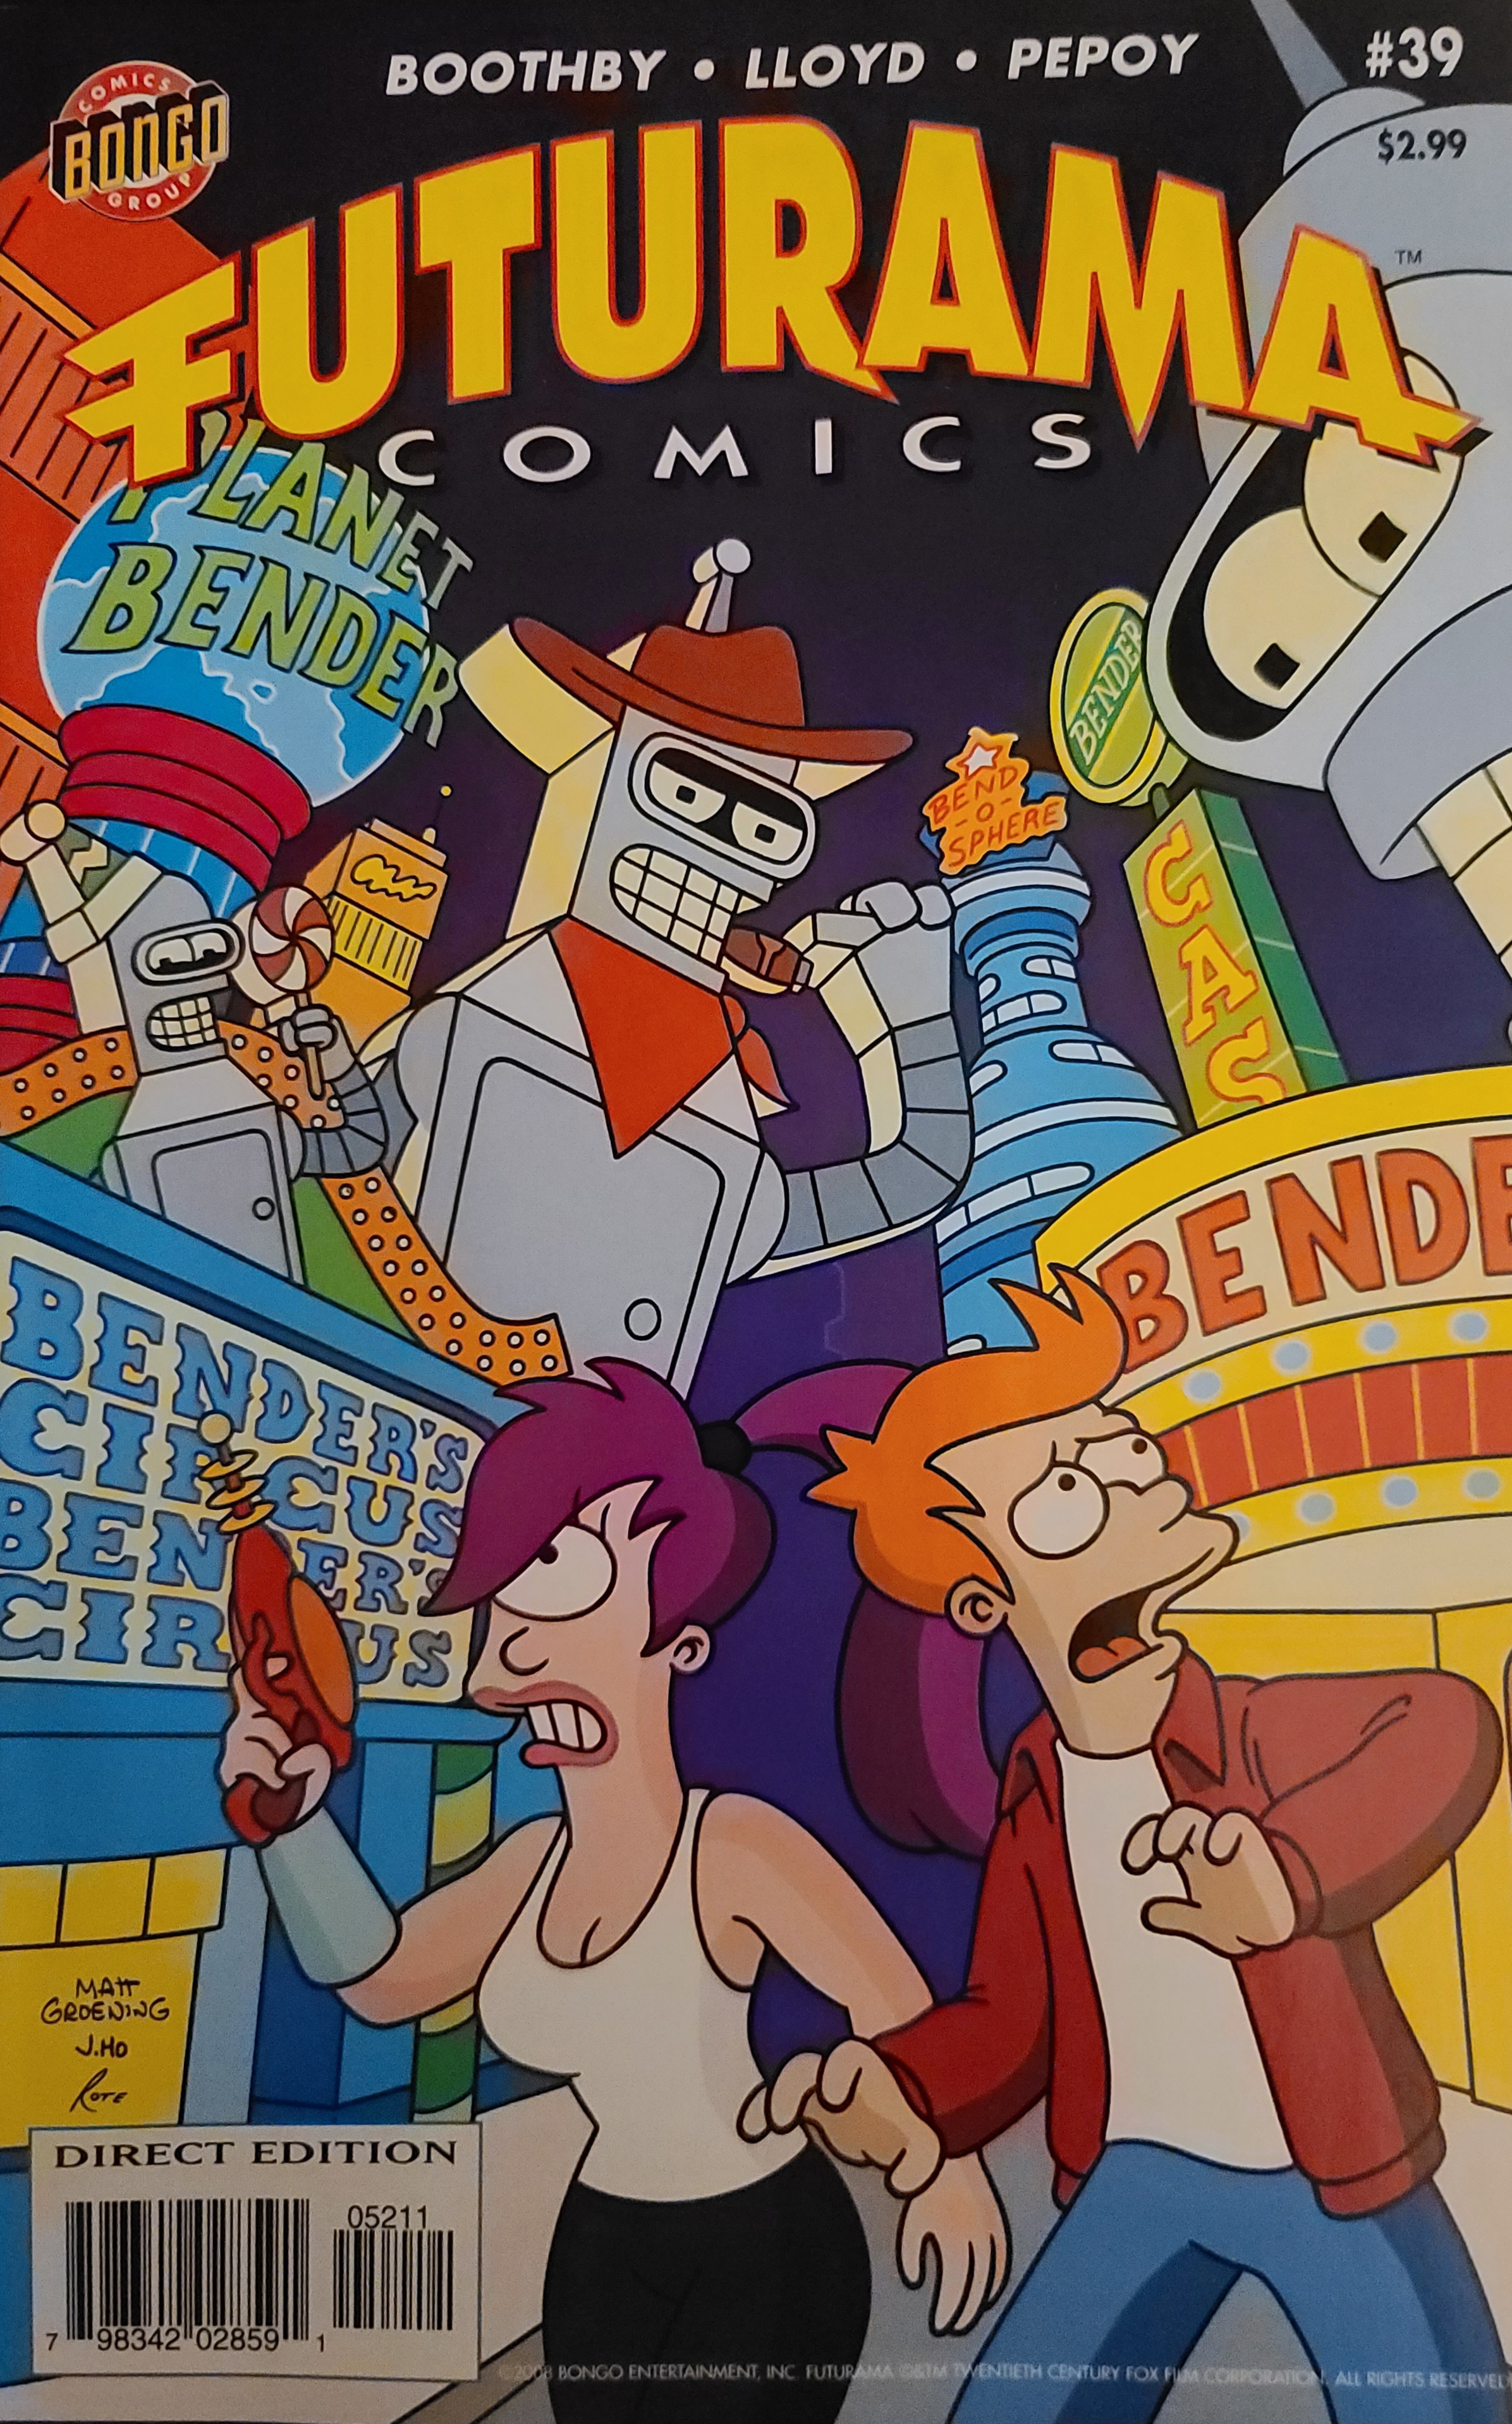 BOOTHBY • LLOYD • PEPOY
#39
COMICS
BONGO
GROUP
$2.99
FUTURAMA
TM
COMICS
PLANET
BENDER
BENDER
BEND
-O-
SPHERE
CAS
BENDE
BENDER'S
CIRCUS
BENDER'S
CIRCUS
MATT
GROENING
J.HO
ROTE
DIRECT EDITION
05211
7 98342 02859 1
©2008 BONGO ENTERTAINMENT, INC. FUTURAMA ©&TM TWENTIETH CENTURY FOX FILM CORPORATION. ALL RIGHTS RESERVED